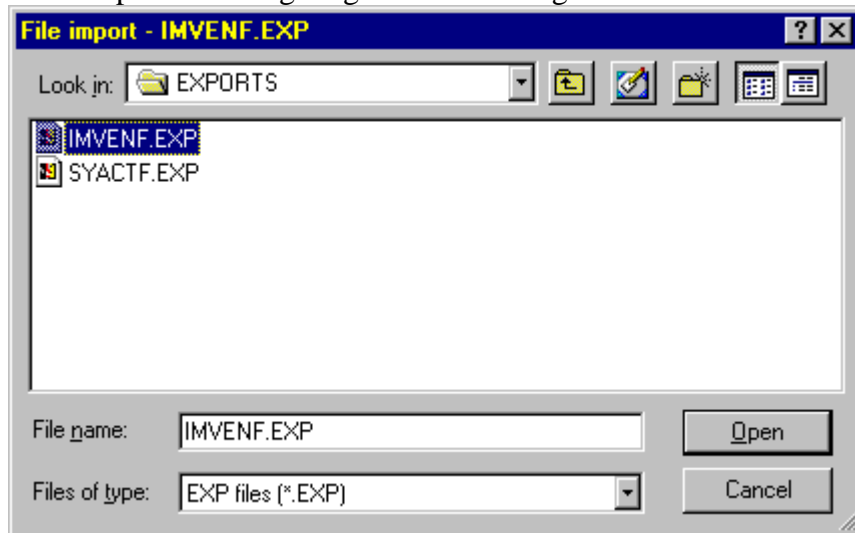 File import - IMVENF.EXP
Look in: EXPORTS
IMVENF.EXP
SYACTF.EXP
File name: IMVENF.EXP Open
Files of type: EXP files (*.EXP) Cancel